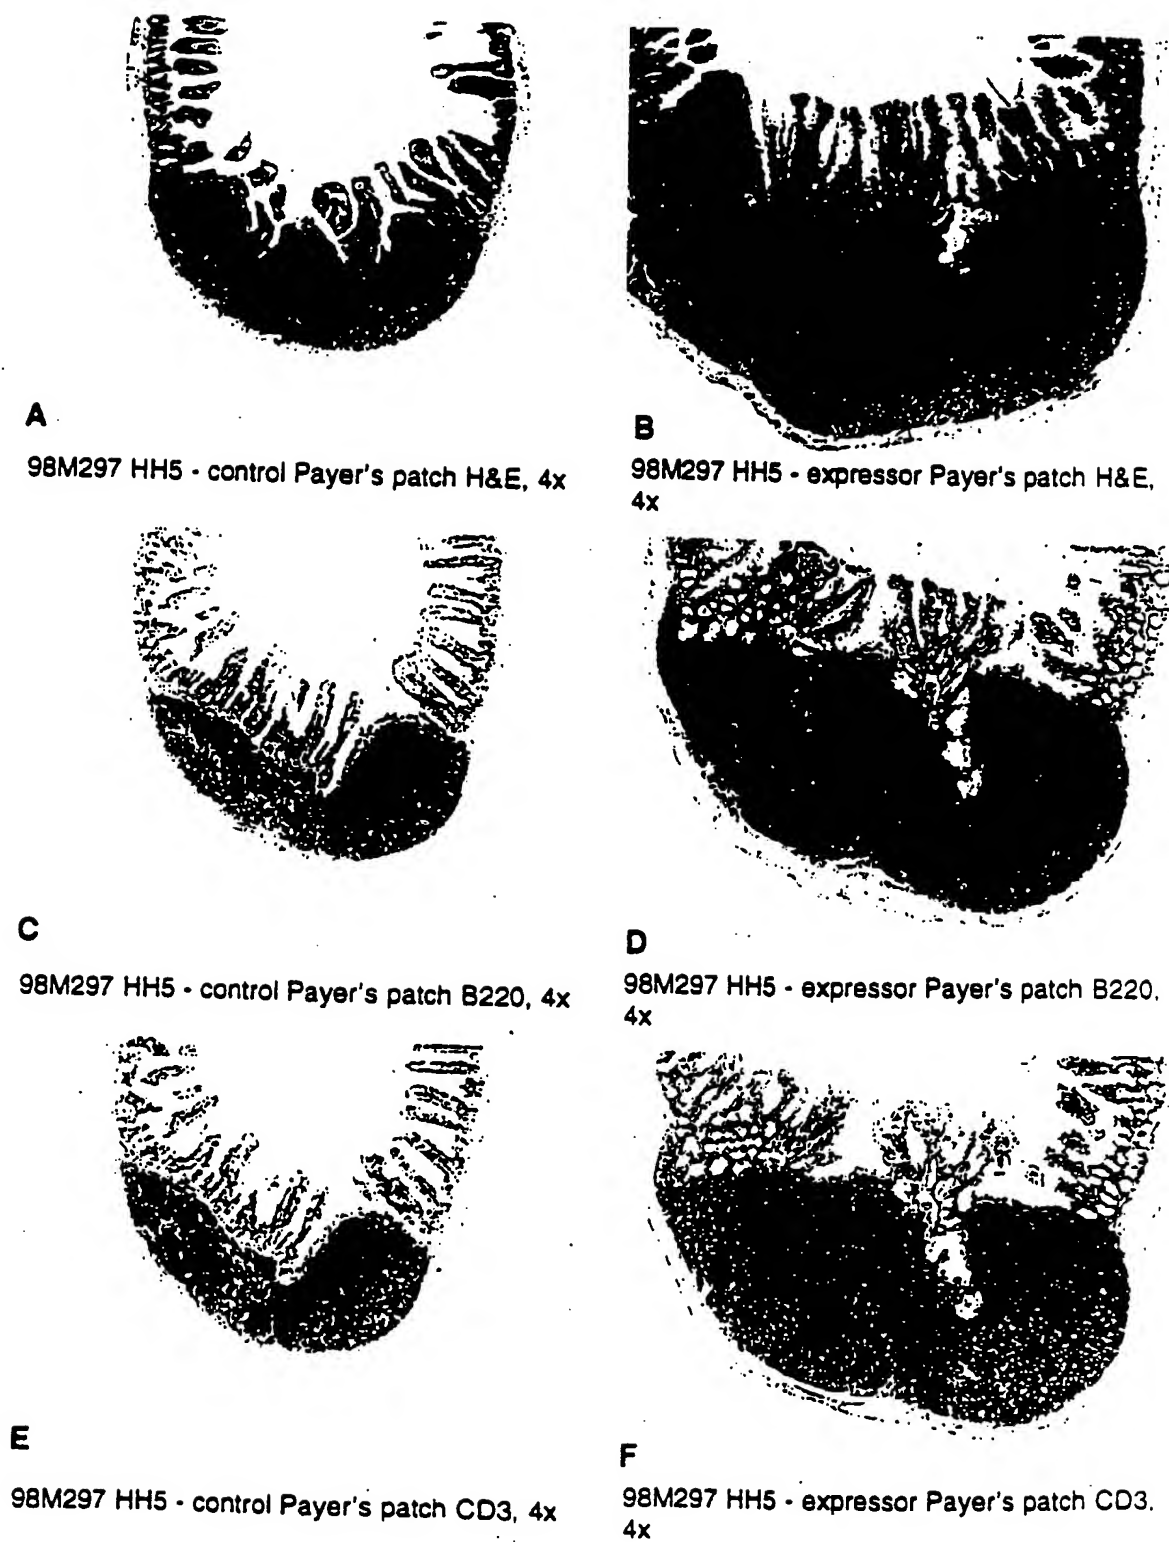 A
98M297 HH5 - control Payer's patch H&E, 4x
B
98M297 HH5 - expressor Payer's patch H&E,
4x
C
98M297 HH5 - control Payer's patch B220, 4x
D
98M297 HH5 - expressor Payer's patch B220,
4x
E
98M297 HH5 - control Payer's patch CD3, 4x
F
98M297 HH5 - expressor Payer's patch CD3.
4x